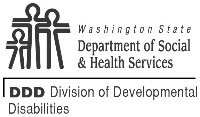 Washington State
Department of Social
& Health Services
DDD Division of Developmental
Disabilities